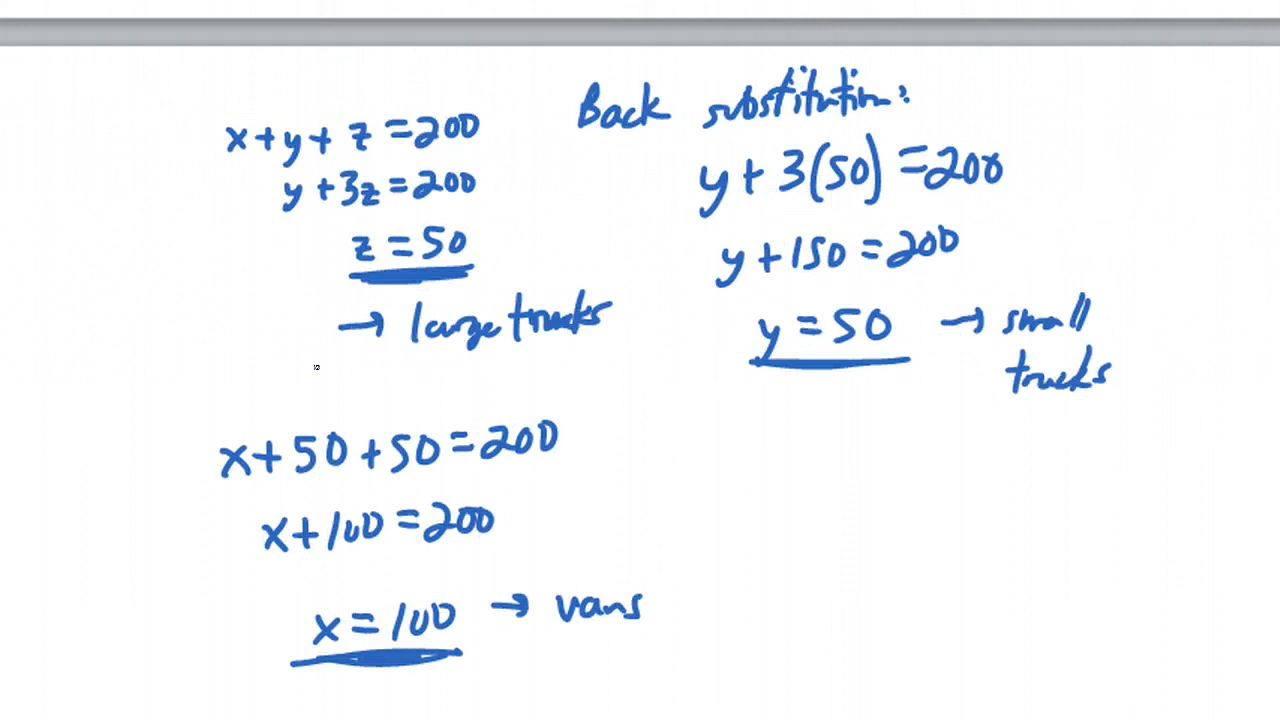 x+y+z=200
y+3z=200
z=50
→ large trucks
Back substitution:
y+3(50)=200
y+150=200
y=50 → small
trucks
x+50+50=200
x+100=200
x=100 → vans